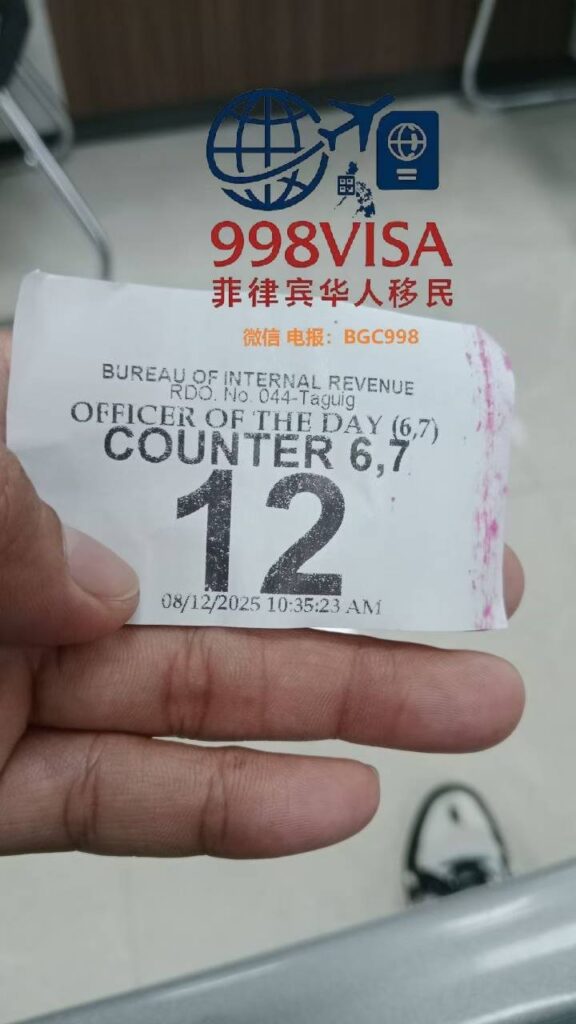 998VISA
菲律宾华人移民
微信 电报：BGC998
BUREAU OF INTERNAL REVENUE
RDO. No. 044-Taguig
OFFICER OF THE DAY (6,7)
COUNTER 6,7
12
08/12/2025 10:35:23 AM